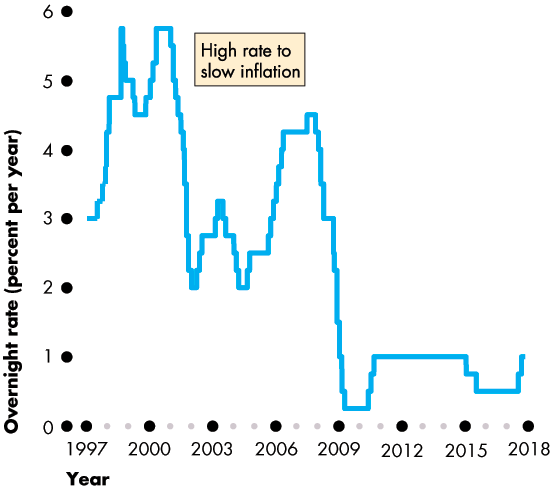 Overnight rate (percent per year)
6
5
4
3
2
1
0
High rate to
slow inflation
1997 2000 2003 2006 2009 2012 2015 2018
Year